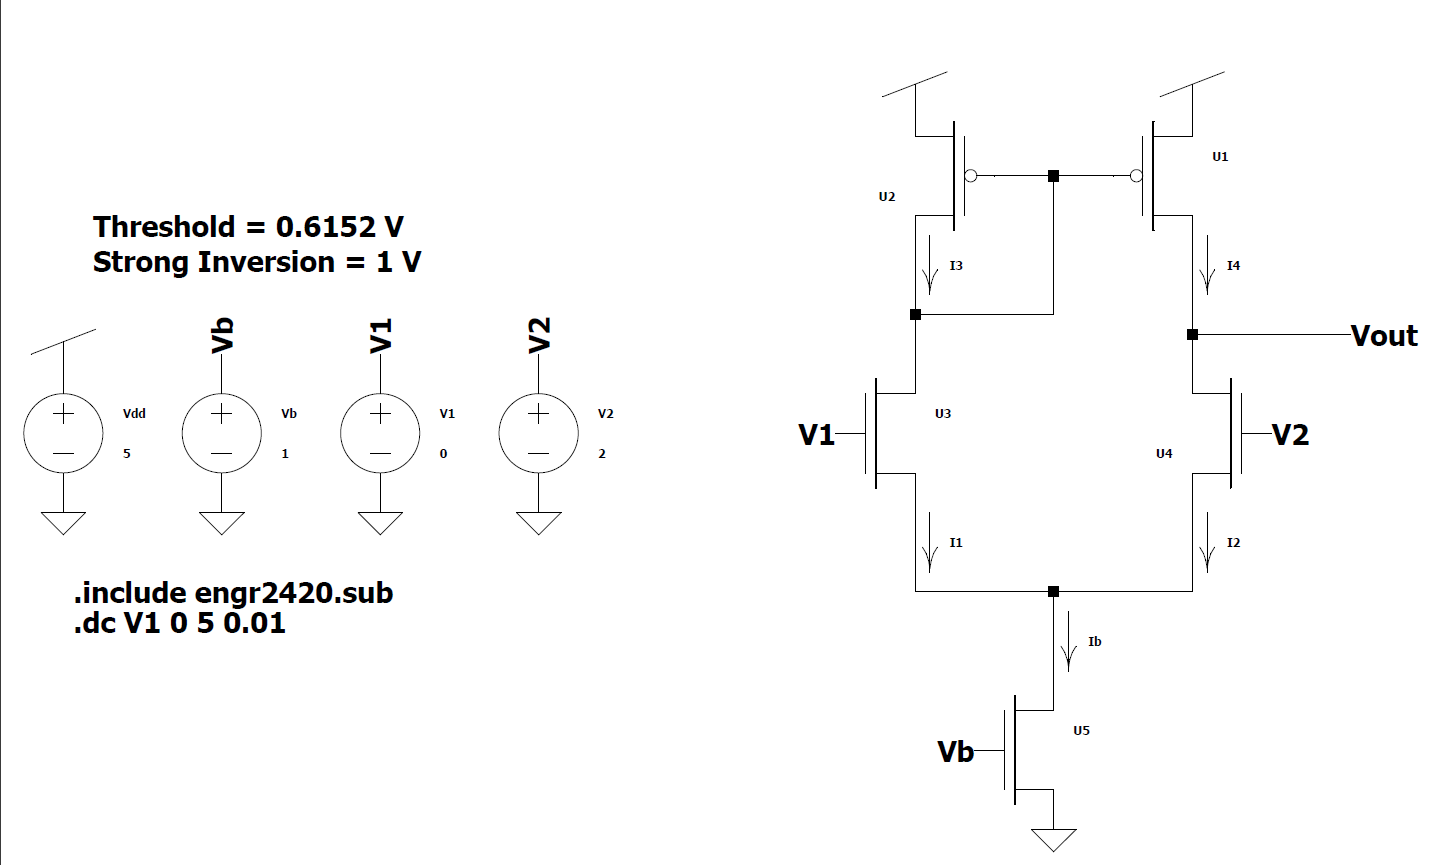 Threshold = 0.6152 V
Strong Inversion = 1 V
Vb
V1
V2
Vdd
5
Vb
1
V1
0
V2
2
.include engr2420.sub
.dc V1 0 5 0.01
U2
U1
I3
I4
Vout
V1
U3
U4
V2
I1
I2
Ib
Vb
U5